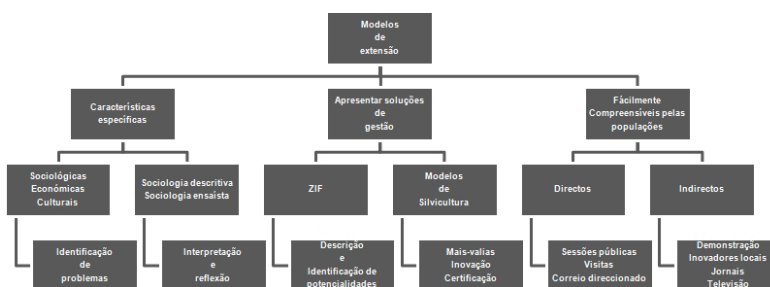 Modelos
de
extensão
Características
específicas
Apresentar soluções
de
gestão
Fácilmente
Compreensíveis pelas
populações
Sociológicas
Económicas
Culturais
Sociologia descritiva
Sociologia ensaísta
ZIF
Modelos
de
Silvicultura
Directos
Indirectos
Identificação
de
problemas
Interpretação
e
reflexão
Descrição
e
Identificação de
potencialidades
Mais-valias
Inovação
Certificação
Sessões públicas
Visitas
Correio direccionado
Demonstração
Inovadores locais
Jornais
Televisão